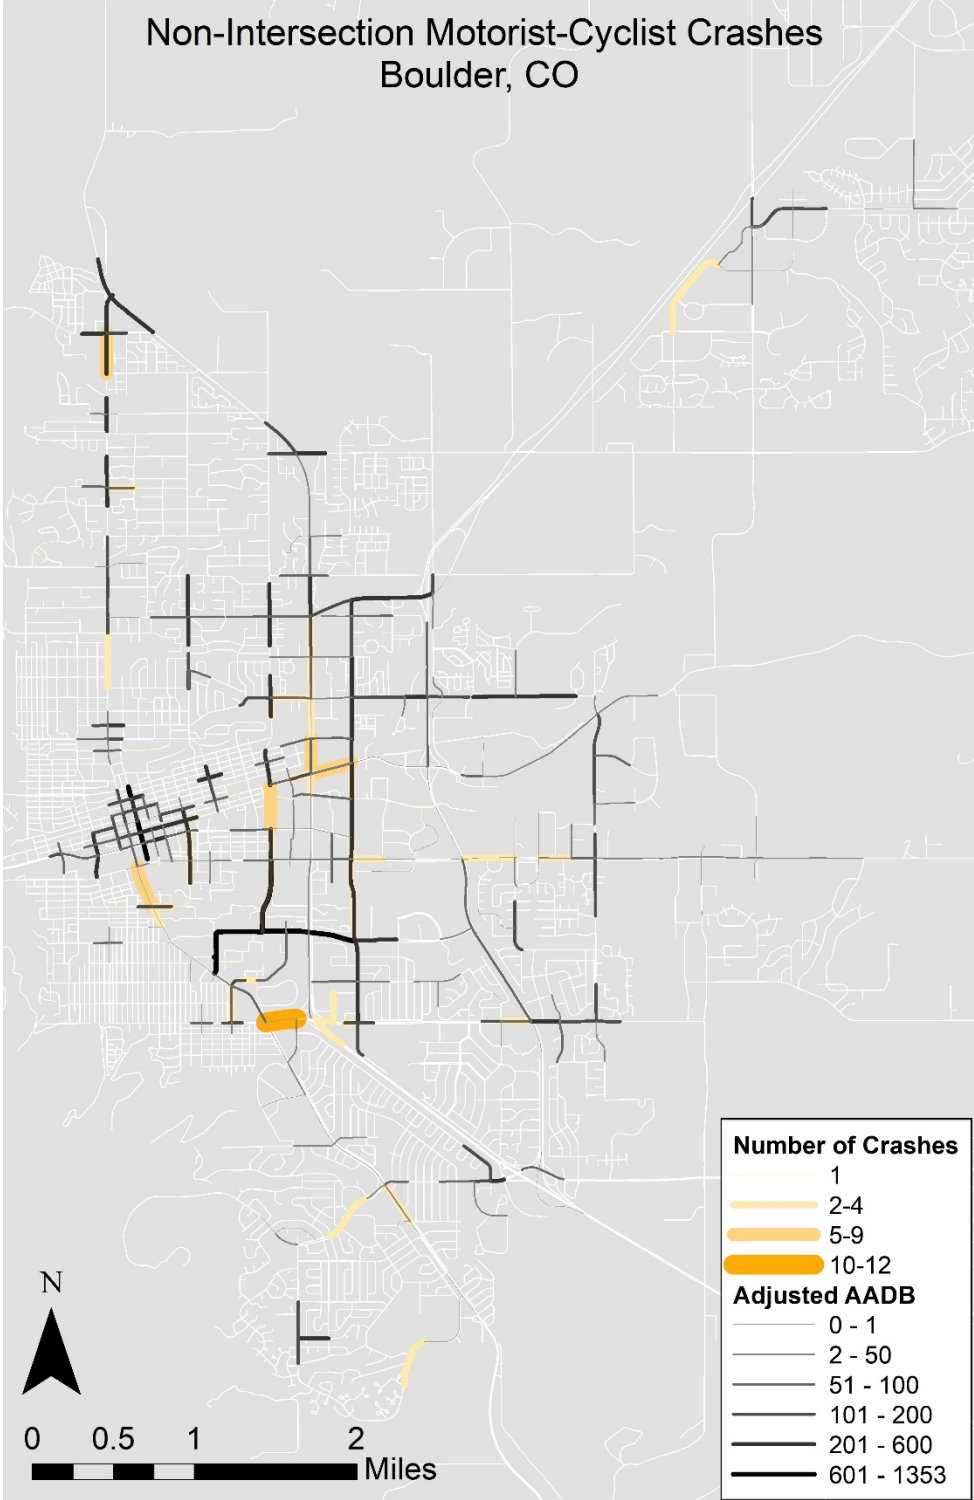 Non-Intersection Motorist-Cyclist Crashes
Boulder, CO
Number of Crashes
1
2-4
5-9
10-12
Adjusted AADB
0 - 1
2 - 50
51 - 100
101 - 200
201 - 600
601 - 1353
N
0 0.5 1 2
Miles